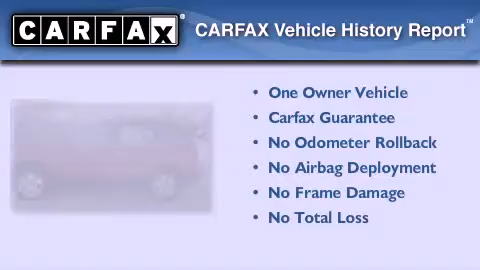 CARFAX® CARFAX Vehicle History Report™
• One Owner Vehicle
• Carfax Guarantee
• No Odometer Rollback
• No Airbag Deployment
• No Frame Damage
• No Total Loss